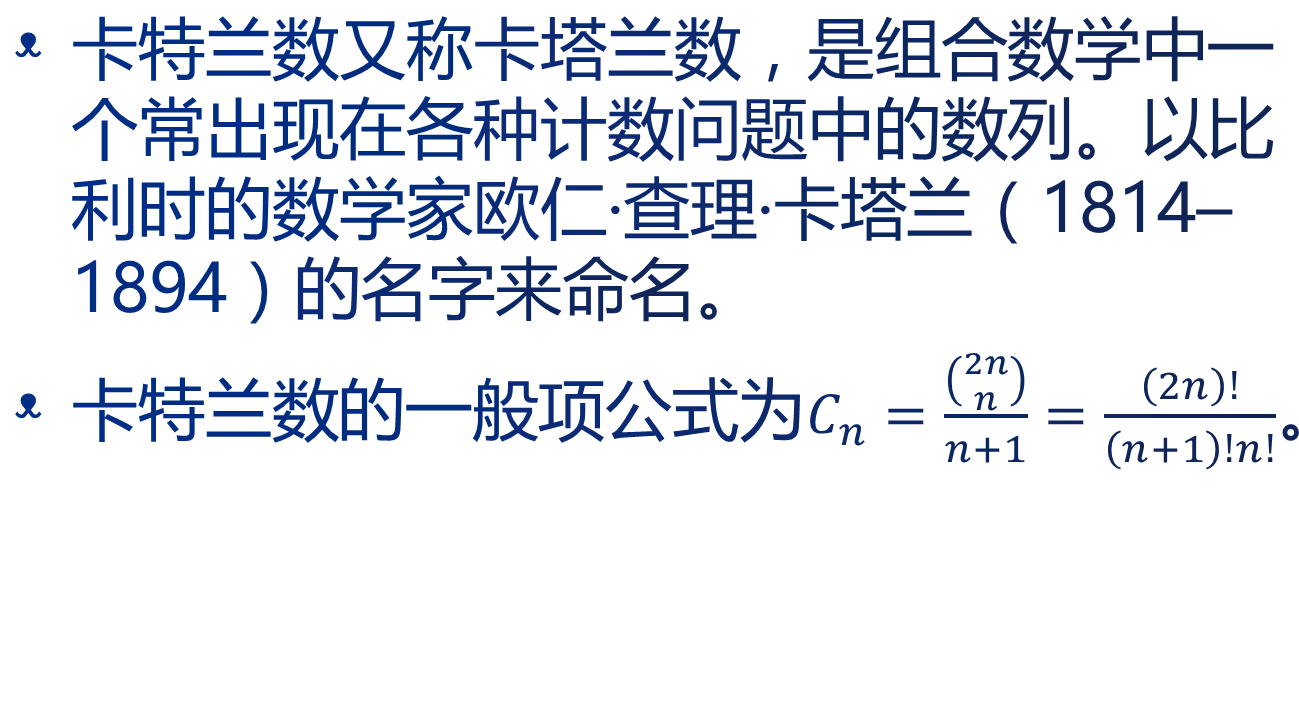 卡特兰数又称卡塔兰数，是组合数学中一
个常出现在各种计数问题中的数列。以比
利时的数学家欧仁·查理·卡塔兰（1814–
1894）的名字来命名。
卡特兰数的一般项公式为$C_n = \frac{\binom{2n}{n}}{n+1} = \frac{(2n)!}{(n+1)!n!}$。